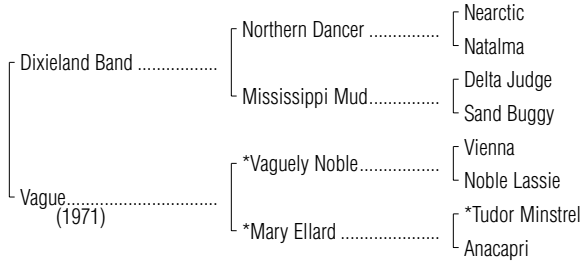 Nearctic
Northern Dancer ...............
Natalma
Dixieland Band .................
Delta Judge
Mississippi Mud...............
Sand Buggy
Vienna
*Vaguely Noble.................
Noble Lassie
Vague................................
(1971)
*Tudor Minstrel
*Mary Ellard .....................
Anacapri